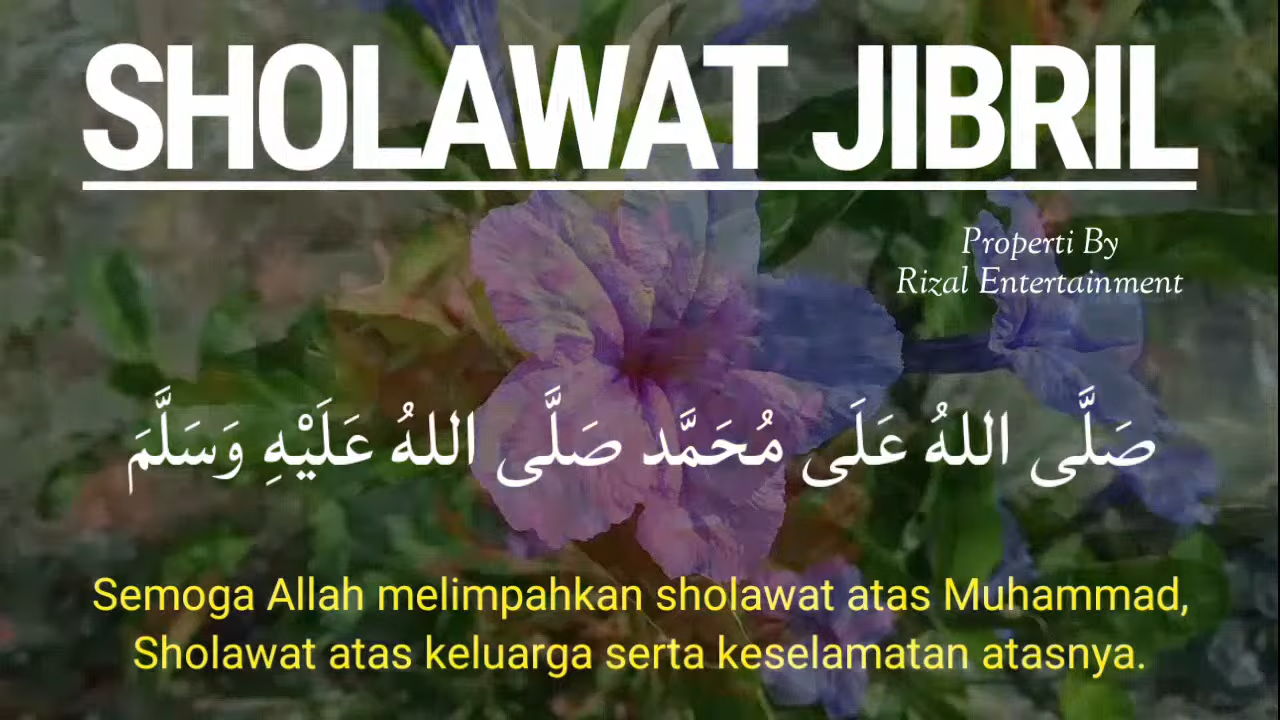 SHOLAWAT JIBRIL
Properti By
Rizal Entertainment
صَلَّى اللهُ عَلَى مُحَمَّد صَلَّى اللهُ عَلَيْهِ وَسَلَّمَ
Semoga Allah melimpahkan sholawat atas Muhammad,
Sholawat atas keluarga serta keselamatan atasnya.